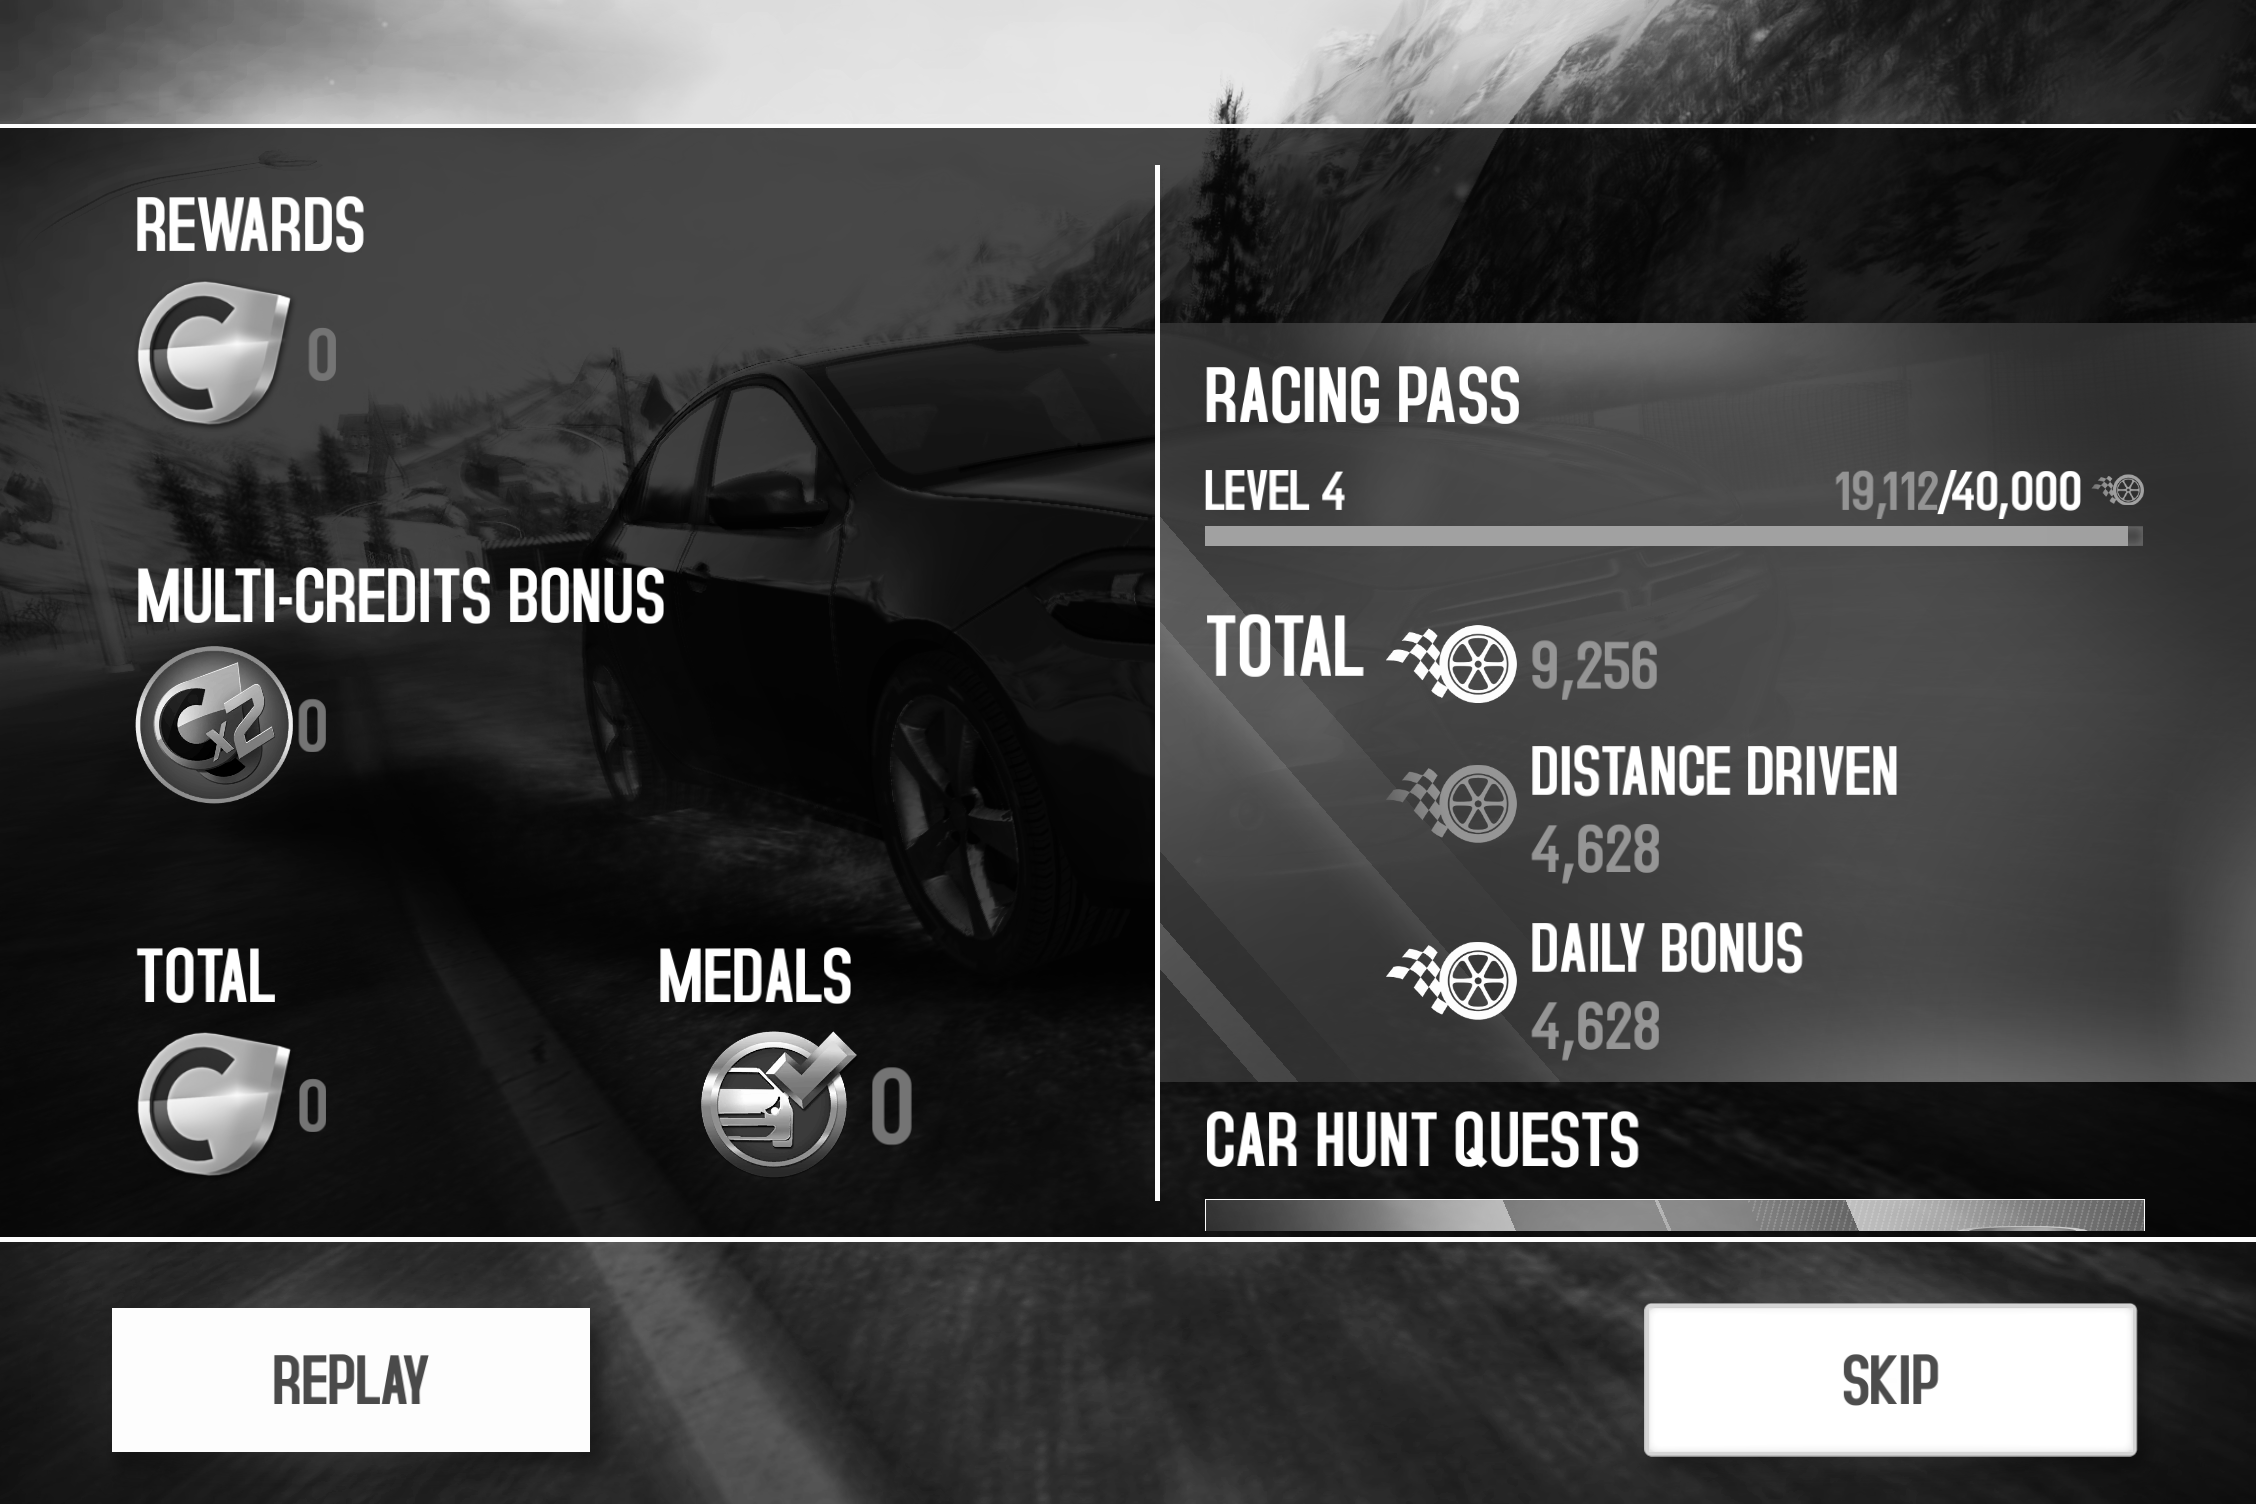 REWARDS
0
MULTI-CREDITS BONUS
Cx2 0
TOTAL
0
MEDALS
0
RACING PASS
LEVEL 4
19,112/40,000
TOTAL 9,256
DISTANCE DRIVEN
4,628
DAILY BONUS
4,628
CAR HUNT QUESTS
REPLAY
SKIP